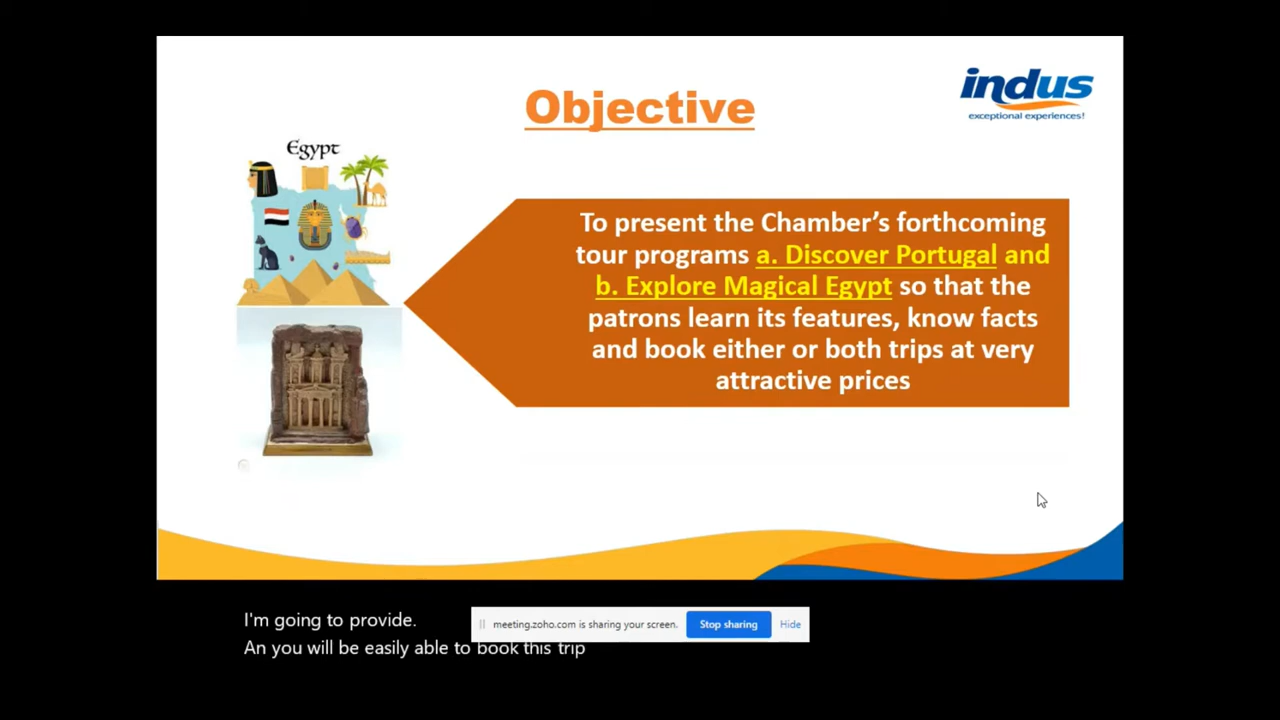 indus
exceptional experiences!
Objective
Egypt
To present the Chamber's forthcoming
tour programs a. Discover Portugal and
b. Explore Magical Egypt so that the
patrons learn its features, know facts
and book either or both trips at very
attractive prices
I'm going to provide.
meeting.zoho.com is sharing your screen. Stop sharing Hide
An you will be easily able to book this trip